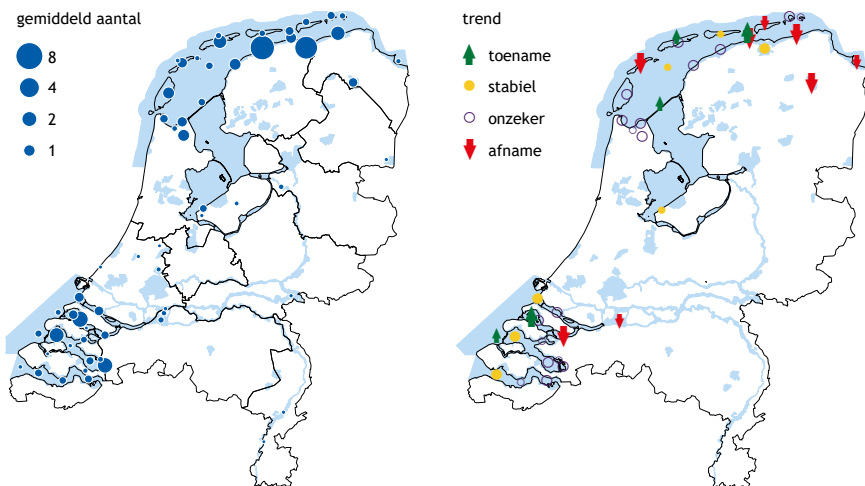 gemiddeld aantal
8
4
2
1
trend
toename
stabiel
onzeker
afname